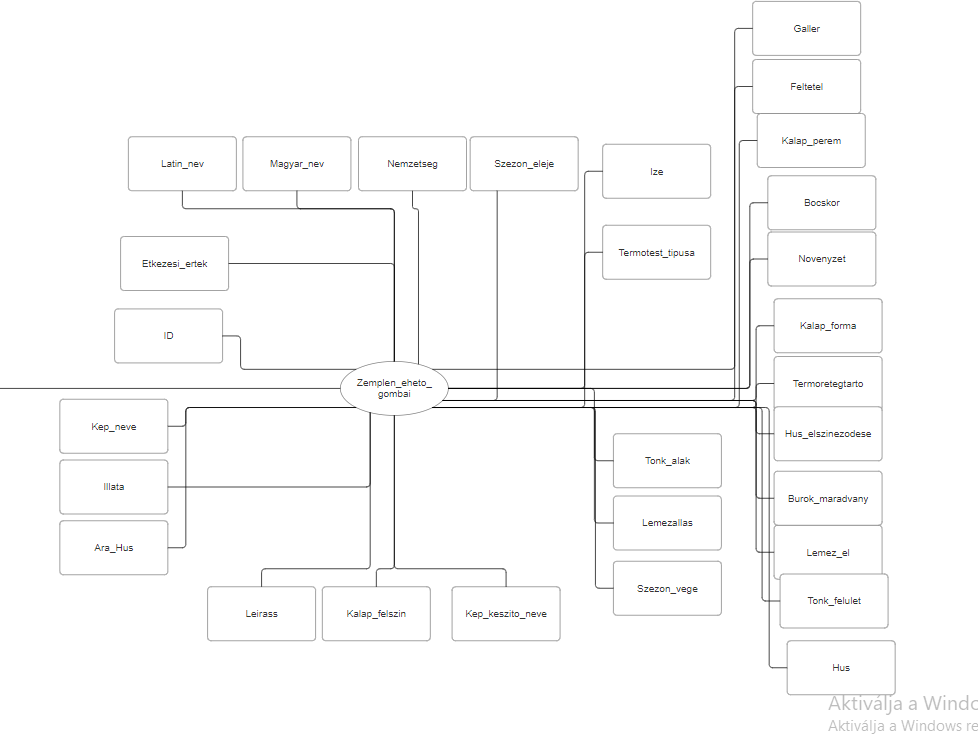 Galler
Feltetel
Kalap_perem
Latin_nev
Magyar_nev
Nemzetseg
Szezon_eleje
Ize
Bocskor
Termotest_tipusa
Novenyzet
Etkezesi_ertek
ID
Kalap_forma
Zemplen_eheto_
gombai
Termoretegtarto
Kep_neve
Hus_elszinezodese
Tonk_alak
Illata
Burok_maradvany
Lemezallas
Ara_Hus
Lemez_el
Szezon_vege
Tonk_felulet
Leirass
Kalap_felszin
Kep_keszito_neve
Hus
Aktiválja a Windo
Aktiválja a Windows re